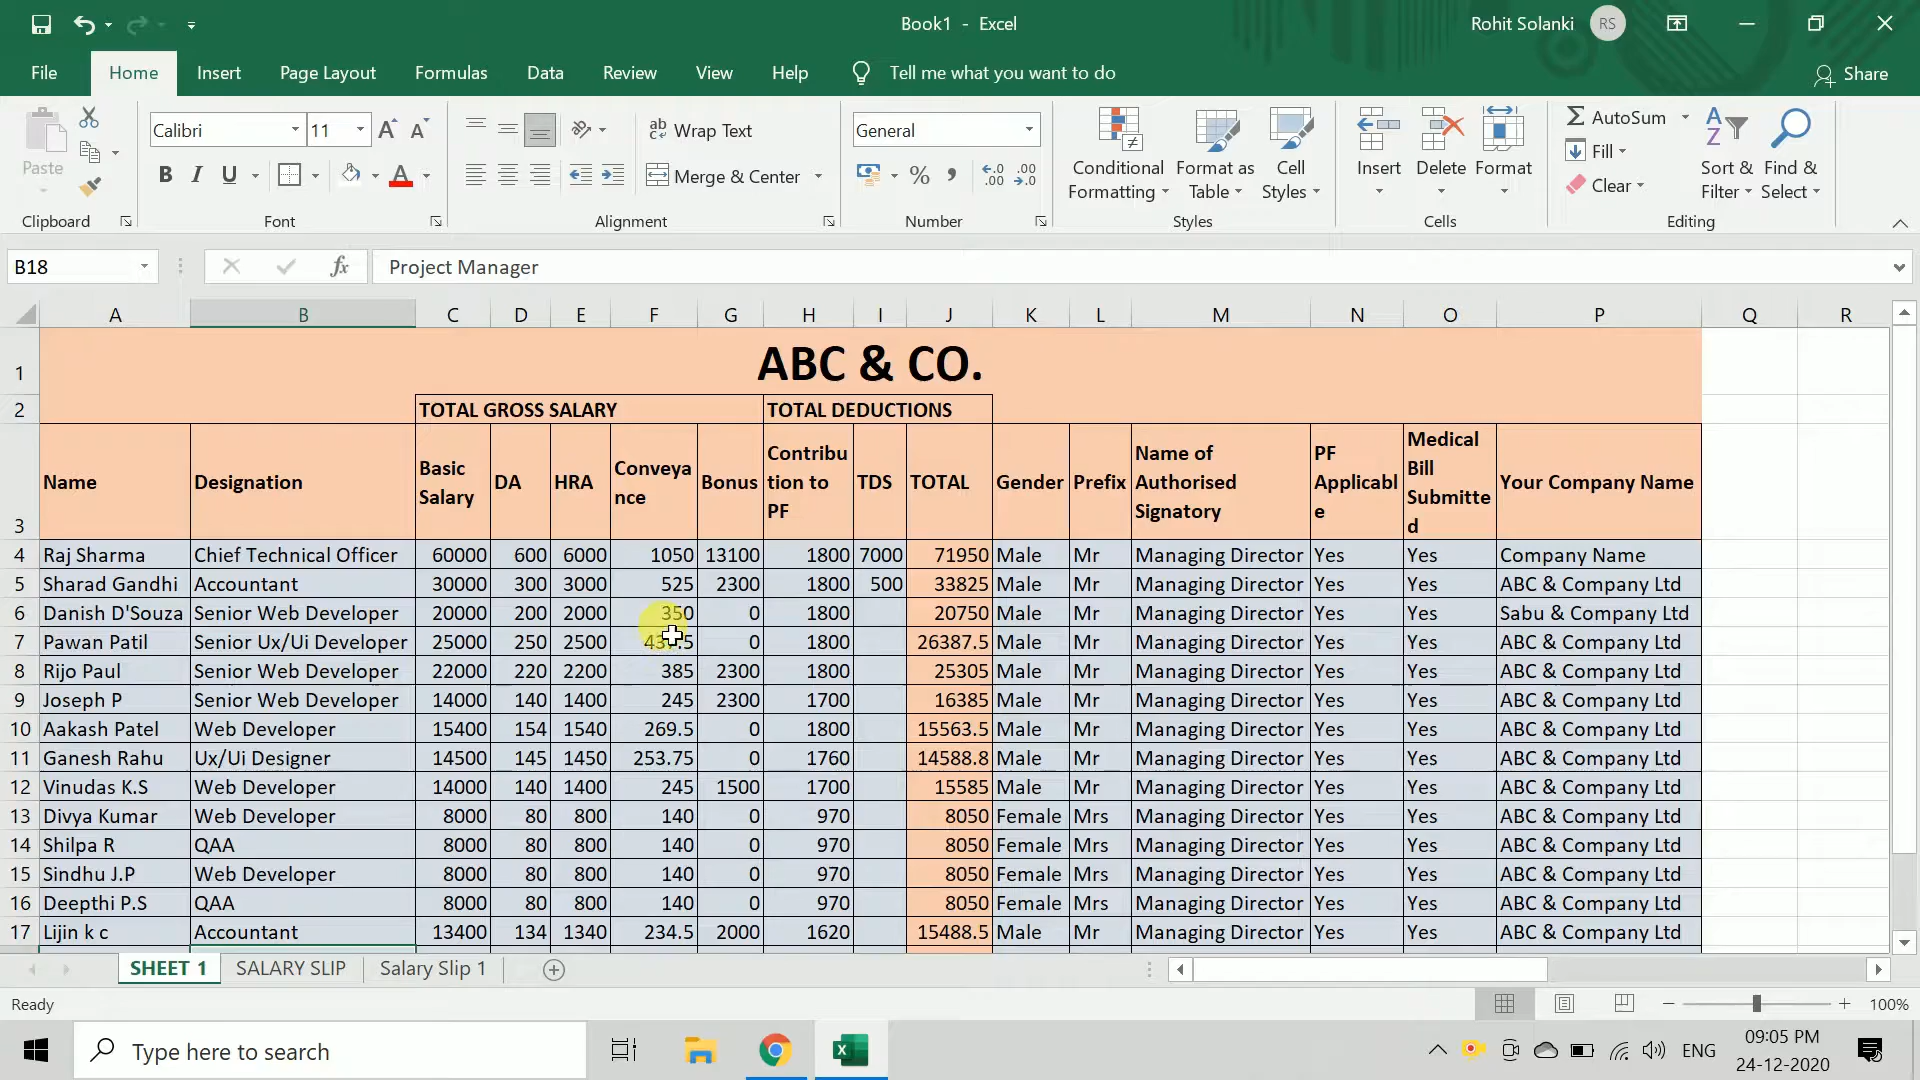 Book1 - Excel
Rohit Solanki RS
File Home Insert Page Layout Formulas Data Review View Help Tell me what you want to do Share
Paste
Clipboard
Calibri 11
B I U A
Font
Wrap Text
Merge & Center
Alignment
General
% ,
Number
Conditional Formatting
Format as Table
Cell Styles
Styles
Insert Delete Format
Cells
AutoSum
Fill
Clear
Sort & Filter
Find & Select
Editing
B18 fx Project Manager
A B C D E F G H I J K L M N O P Q R
1 ABC & CO.
2 TOTAL GROSS SALARY TOTAL DEDUCTIONS
3 Name Designation Basic Salary DA HRA Conveyance Bonus Contribution to PF TDS TOTAL Gender Prefix Name of Authorised Signatory PF Applicable Medical Bill Submitted Your Company Name
4 Raj Sharma Chief Technical Officer 60000 600 6000 1050 13100 1800 7000 71950 Male Mr Managing Director Yes Yes Company Name
5 Sharad Gandhi Accountant 30000 300 3000 525 2300 1800 500 33825 Male Mr Managing Director Yes Yes ABC & Company Ltd
6 Danish D'Souza Senior Web Developer 20000 200 2000 350 0 1800 20750 Male Mr Managing Director Yes Yes Sabu & Company Ltd
7 Pawan Patil Senior Ux/Ui Developer 25000 250 2500 0 1800 26387.5 Male Mr Managing Director Yes Yes ABC & Company Ltd
8 Rijo Paul Senior Web Developer 22000 220 2200 385 2300 1800 25305 Male Mr Managing Director Yes Yes ABC & Company Ltd
9 Joseph P Senior Web Developer 14000 140 1400 245 2300 1700 16385 Male Mr Managing Director Yes Yes ABC & Company Ltd
10 Aakash Patel Web Developer 15400 154 1540 269.5 0 1800 15563.5 Male Mr Managing Director Yes Yes ABC & Company Ltd
11 Ganesh Rahu Ux/Ui Designer 14500 145 1450 253.75 0 1760 14588.8 Male Mr Managing Director Yes Yes ABC & Company Ltd
12 Vinudas K.S Web Developer 14000 140 1400 245 1500 1700 15585 Male Mr Managing Director Yes Yes ABC & Company Ltd
13 Divya Kumar Web Developer 8000 80 800 140 0 970 8050 Female Mrs Managing Director Yes Yes ABC & Company Ltd
14 Shilpa R QAA 8000 80 800 140 0 970 8050 Female Mrs Managing Director Yes Yes ABC & Company Ltd
15 Sindhu J.P Web Developer 8000 80 800 140 0 970 8050 Female Mrs Managing Director Yes Yes ABC & Company Ltd
16 Deepthi P.S QAA 8000 80 800 140 0 970 8050 Female Mrs Managing Director Yes Yes ABC & Company Ltd
17 Lijin k c Accountant 13400 134 1340 234.5 2000 1620 15488.5 Male Mr Managing Director Yes Yes ABC & Company Ltd
SHEET 1 SALARY SLIP Salary Slip 1
Ready 100%
Type here to search
ENG
09:05 PM
24-12-2020